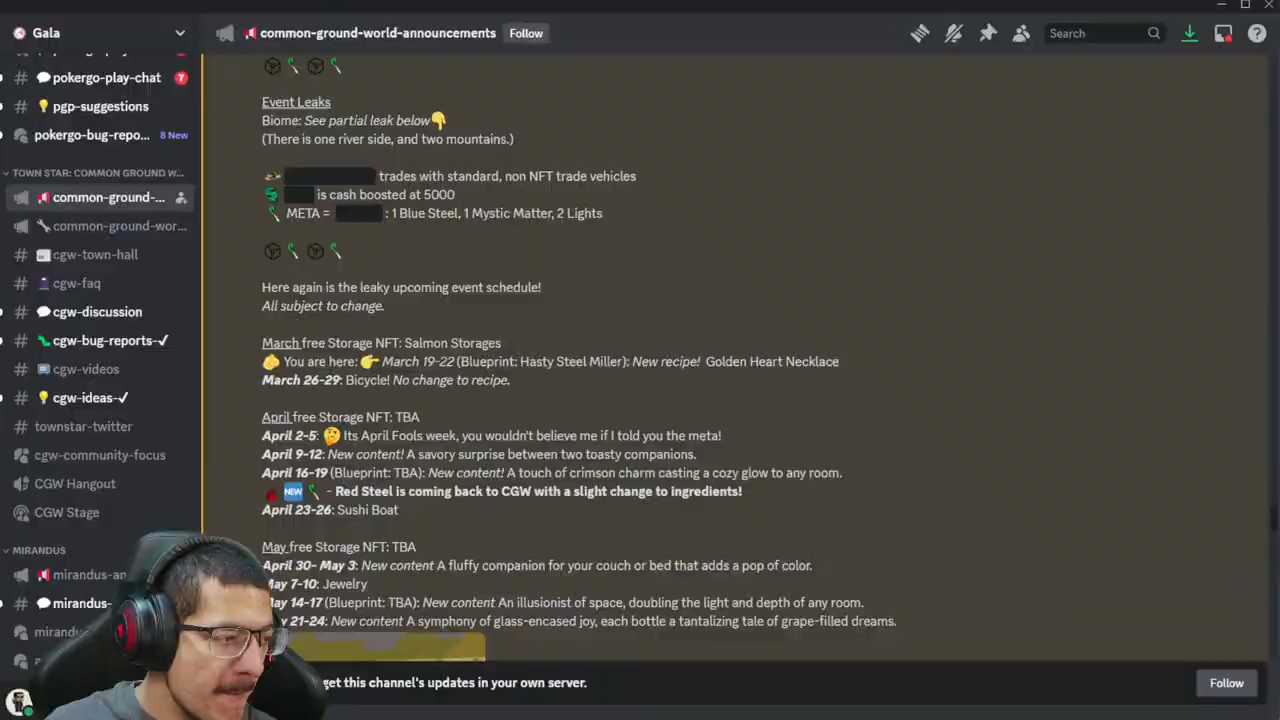 Gala
common-ground-world-announcements
Follow
Search
pokergo-play-chat
7
pgp-suggestions
pokergo-bug-repo...
8 New
TOWN STAR: COMMON GROUND W...
common-ground-...
common-ground-wor...
cgw-town-hall
cgw-faq
cgw-discussion
cgw-bug-reports-✓
cgw-videos
cgw-ideas-✓
townstar-twitter
cgw-community-focus
CGW Hangout
CGW Stage
MIRANDUS
mirandus-an
mirandus-
mirand
Event Leaks
Biome: See partial leak below👇
(There is one river side, and two mountains.)
trades with standard, non NFT trade vehicles
is cash boosted at 5000
META = : 1 Blue Steel, 1 Mystic Matter, 2 Lights
Here again is the leaky upcoming event schedule!
All subject to change.
March free Storage NFT: Salmon Storages
You are here: 👉 March 19-22 (Blueprint: Hasty Steel Miller): New recipe! Golden Heart Necklace
March 26-29: Bicycle! No change to recipe.
April free Storage NFT: TBA
April 2-5: 🤔 Its April Fools week, you wouldn't believe me if I told you the meta!
April 9-12: New content! A savory surprise between two toasty companions.
April 16-19 (Blueprint: TBA): New content! A touch of crimson charm casting a cozy glow to any room.
NEW - Red Steel is coming back to CGW with a slight change to ingredients!
April 23-26: Sushi Boat
May free Storage NFT: TBA
April 30- May 3: New content A fluffy companion for your couch or bed that adds a pop of color.
May 7-10: Jewelry
May 14-17 (Blueprint: TBA): New content An illusionist of space, doubling the light and depth of any room.
21-24: New content A symphony of glass-encased joy, each bottle a tantalizing tale of grape-filled dreams.
get this channel's updates in your own server.
Follow